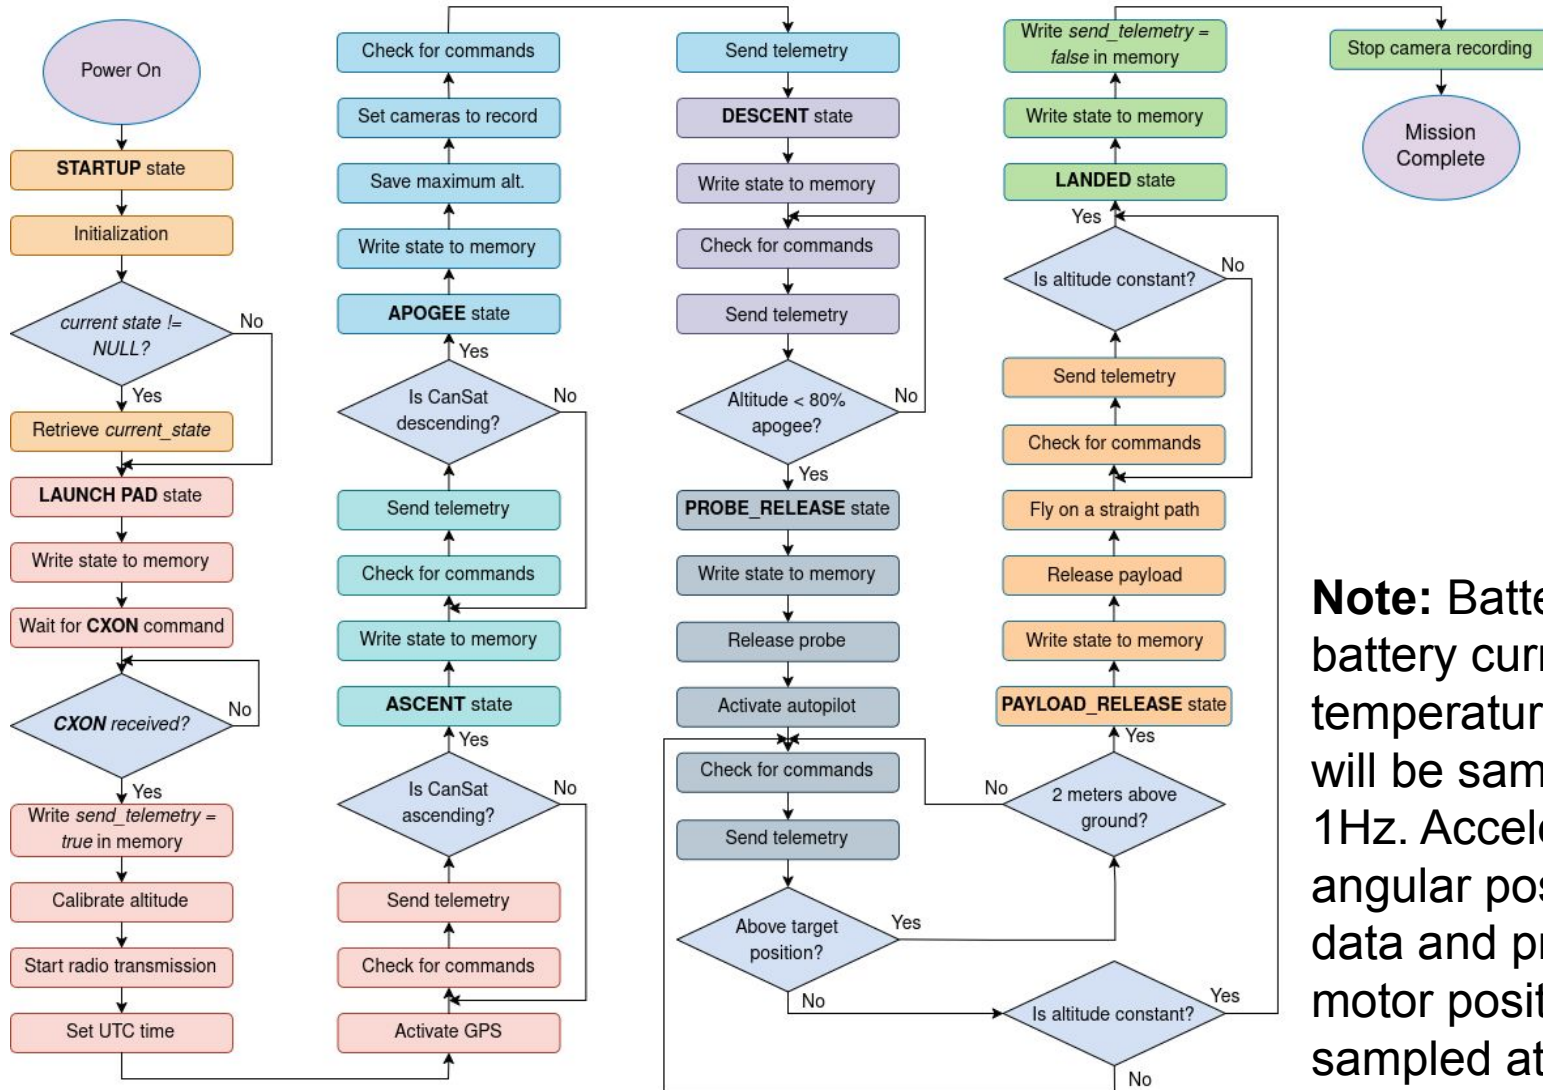 Power On
STARTUP state
Initialization
current state !=
NULL?
No
Yes
Retrieve current_state
LAUNCH PAD state
Write state to memory
Wait for CXON command
CXON received?
No
Yes
Write send_telemetry =
true in memory
Calibrate altitude
Start radio transmission
Set UTC time
Activate GPS
Check for commands
Send telemetry
Is CanSat
ascending?
No
Yes
ASCENT state
Write state to memory
Check for commands
Send telemetry
Is CanSat
descending?
No
Yes
APOGEE state
Write state to memory
Save maximum alt.
Set cameras to record
Check for commands
Send telemetry
DESCENT state
Write state to memory
Check for commands
Send telemetry
Altitude < 80%
apogee?
No
Yes
PROBE_RELEASE state
Write state to memory
Release probe
Activate autopilot
Check for commands
Send telemetry
Above target
position?
Yes
No
Is altitude constant?
Yes
No
2 meters above
ground?
No
Yes
PAYLOAD_RELEASE state
Write state to memory
Release payload
Fly on a straight path
Check for commands
Send telemetry
Is altitude constant?
No
Yes
LANDED state
Write state to memory
Write send_telemetry =
false in memory
Stop camera recording
Mission
Complete
Note:
battery
will be
1Hz.
angular
data and
motor
sampled at